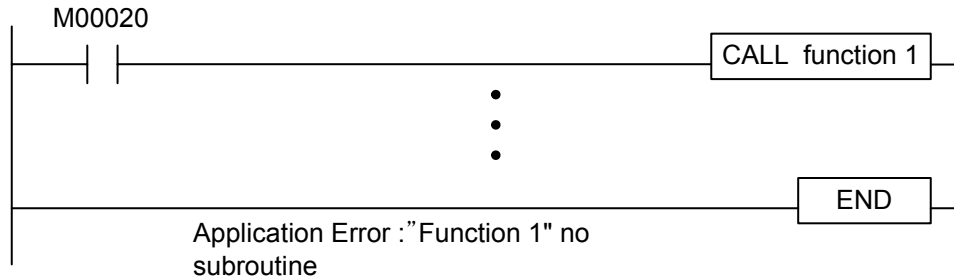 M00020
CALL function 1
END
Application Error :”Function 1" no
subroutine